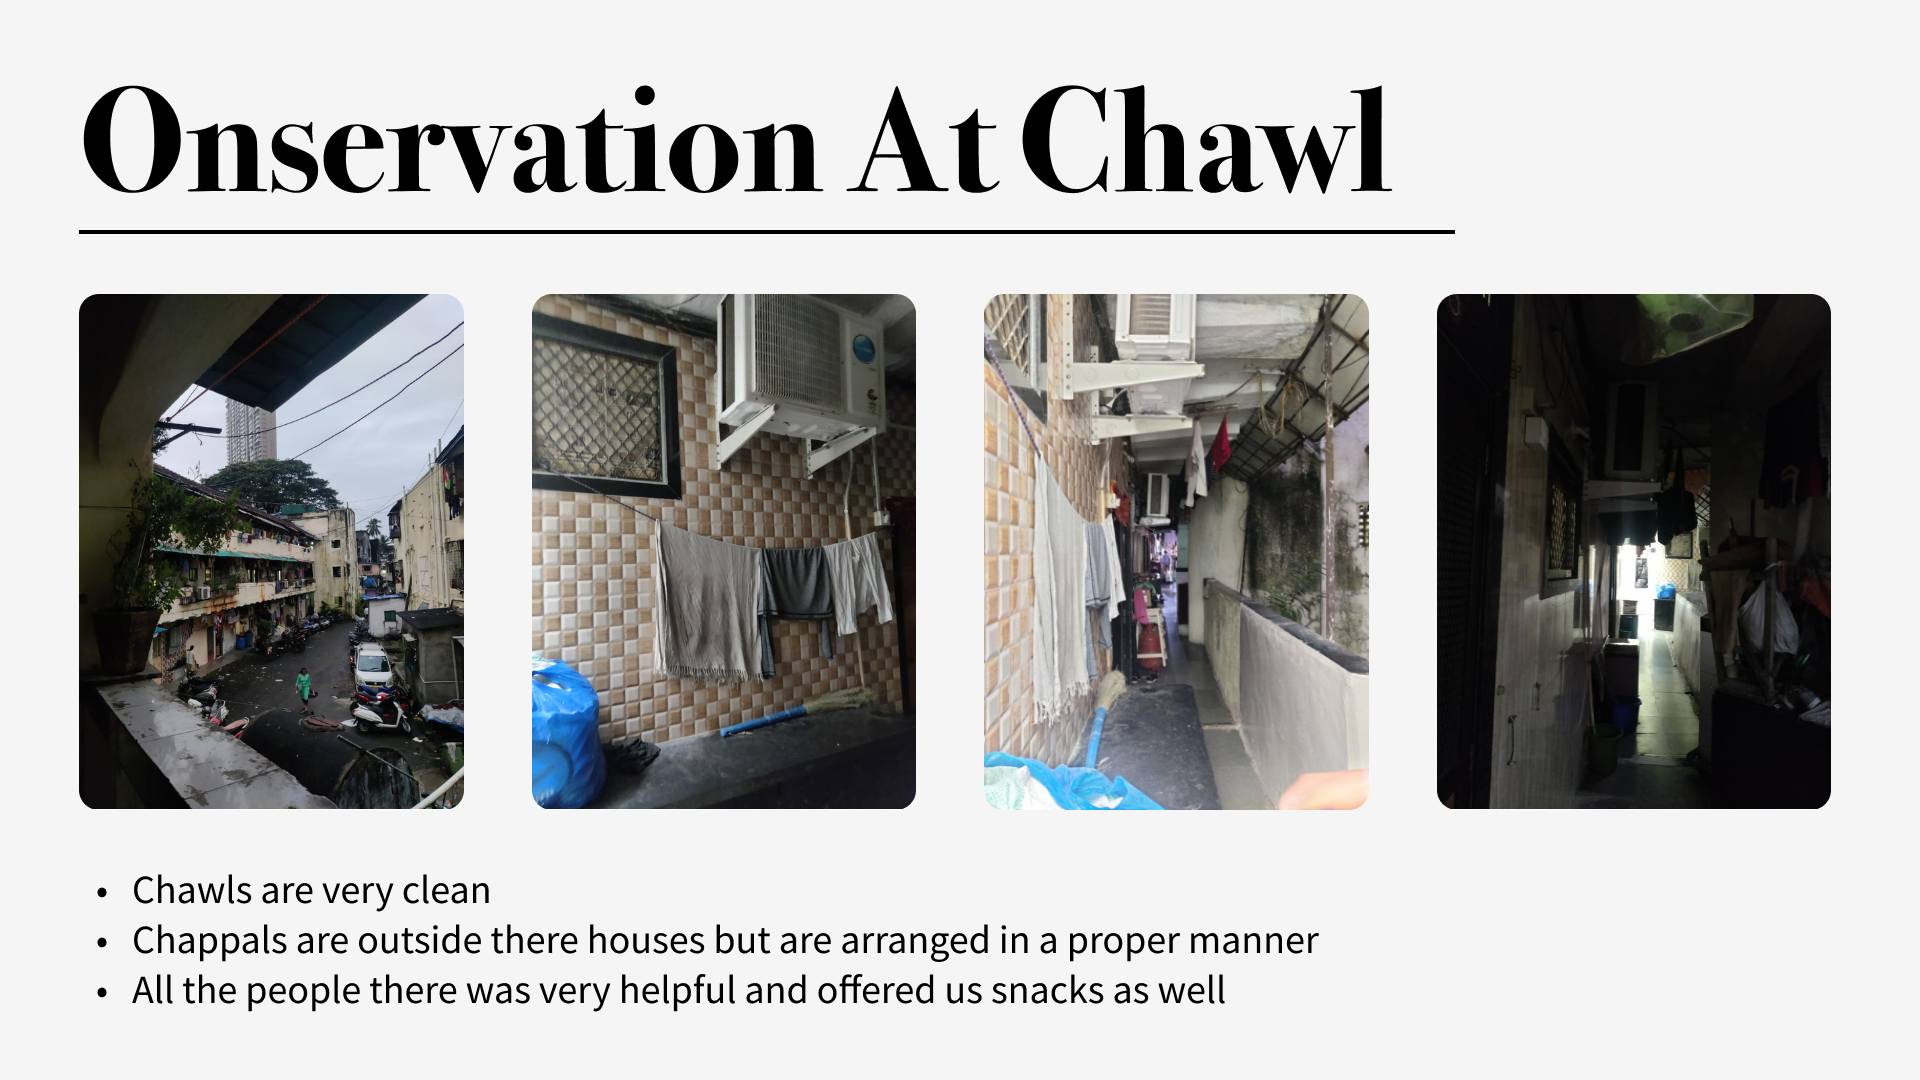 Onservation At Chawl
• Chawls are very clean
• Chappals are outside there houses but are arranged in a proper manner
• All the people there was very helpful and offered us snacks as well